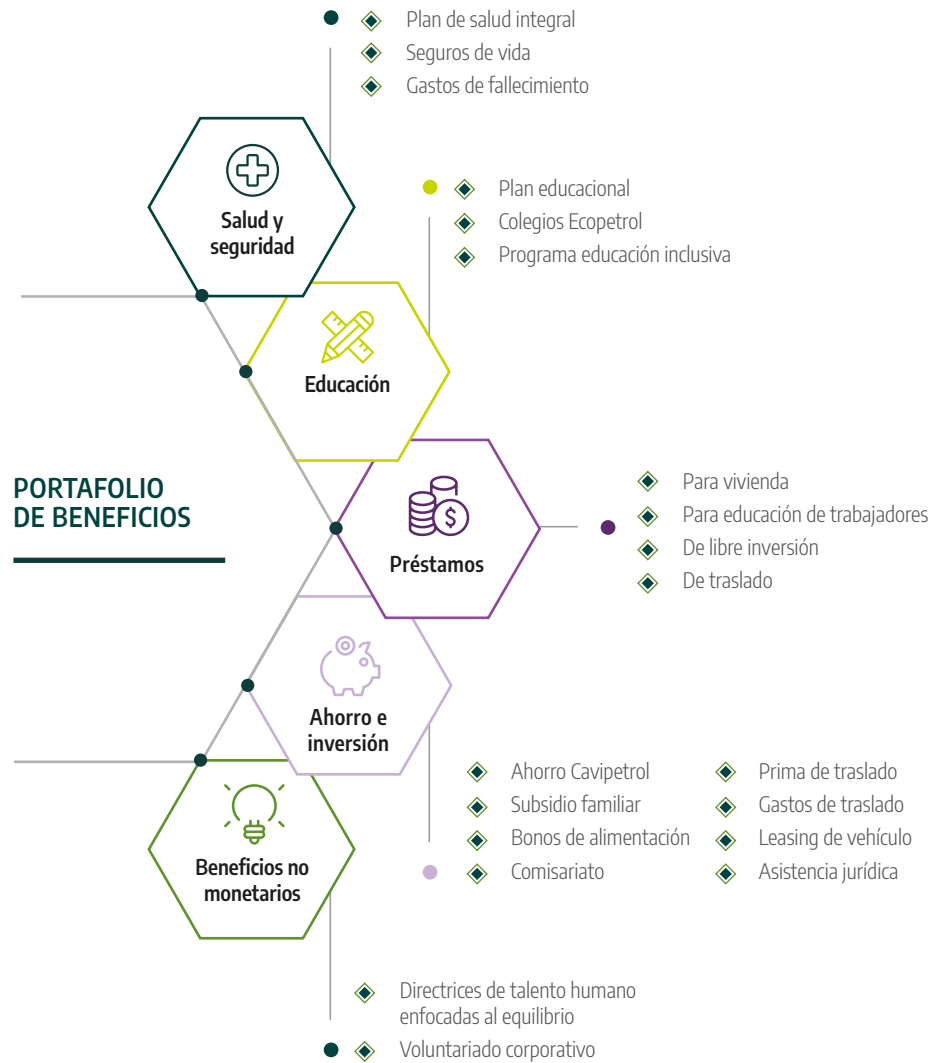 Plan de salud integral
Seguros de vida
Gastos de fallecimiento
Salud y
seguridad
Plan educacional
Colegios Ecopetrol
Programa educación inclusiva
Educación
PORTAFOLIO
DE BENEFICIOS
$
Préstamos
Para vivienda
Para educación de trabajadores
De libre inversión
De traslado
Ahorro e
inversión
Ahorro Cavipetrol
Subsidio familiar
Bonos de alimentación
Comisariato
Prima de traslado
Gastos de traslado
Leasing de vehículo
Asistencia jurídica
Beneficios no
monetarios
Directrices de talento humano
enfocadas al equilibrio
Voluntariado corporativo